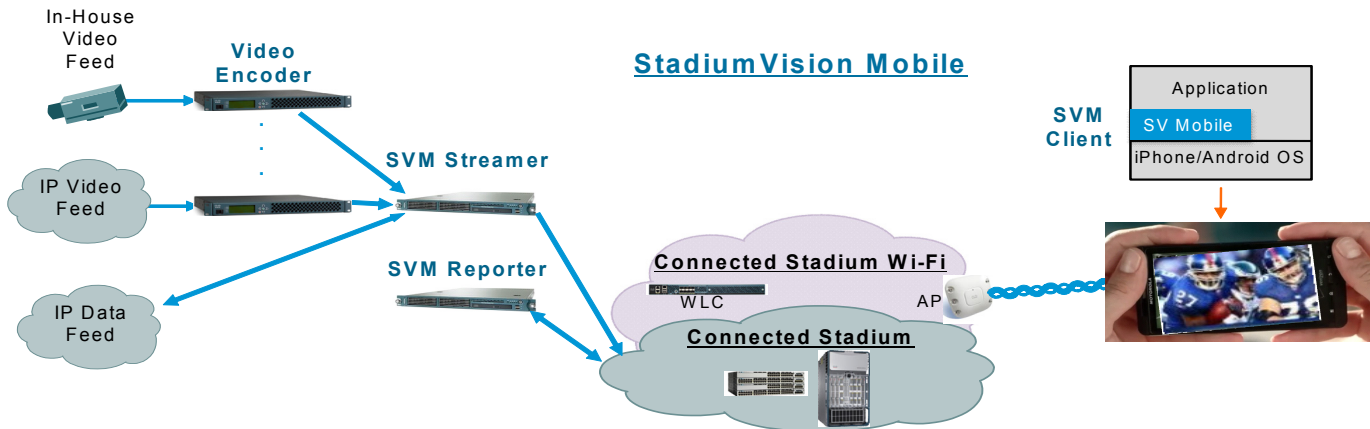 In-House
Video
Feed
Video
Encoder
StadiumVision Mobile
SVM
Client
Application
SV Mobile
iPhone/Android OS
SVM Streamer
IP Video
Feed
SVM Reporter
Connected Stadium Wi-Fi
WLC
AP
IP Data
Feed
Connected Stadium
27